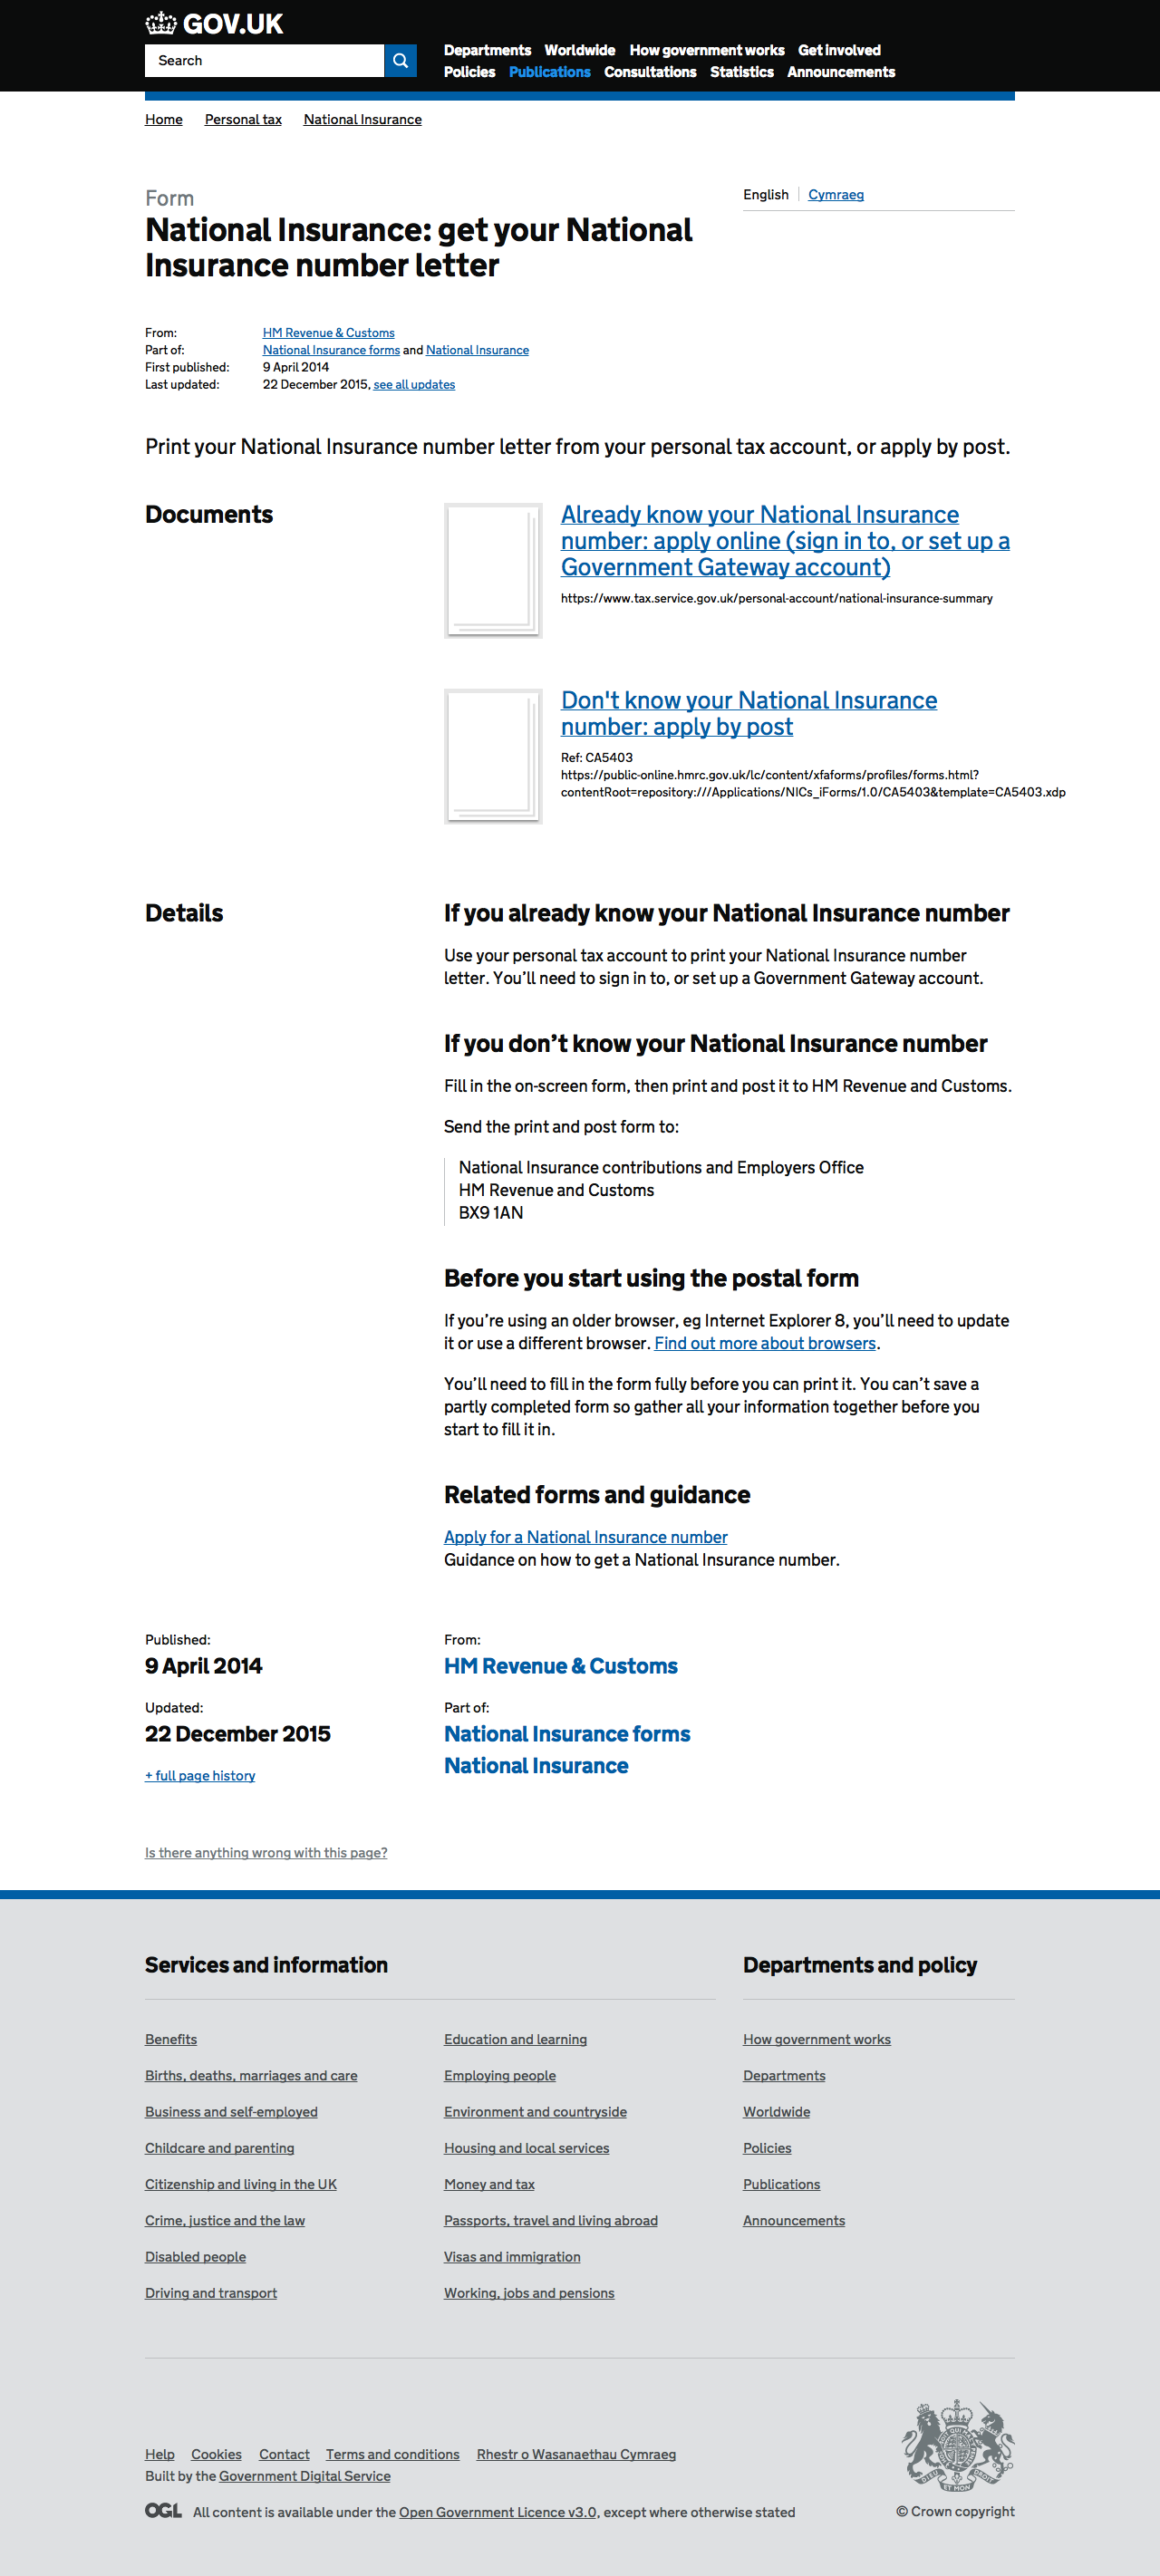 GOV.UK
Search
Departments Worldwide How government works Get involved
Policies Publications Consultations Statistics Announcements
Home Personal tax National Insurance
Form
National Insurance: get your National
Insurance number letter
English Cymraeg
From: HM Revenue & Customs
Part of: National Insurance forms and National Insurance
First published: 9 April 2014
Last updated: 22 December 2015, see all updates
Print your National Insurance number letter from your personal tax account, or apply by post.
Documents
Already know your National Insurance
number: apply online (sign in to, or set up a
Government Gateway account)
https://www.tax.service.gov.uk/personal-account/national-insurance-summary
Don't know your National Insurance
number: apply by post
Ref: CA5403
https://public-online.hmrc.gov.uk/lc/content/xfaforms/profiles/forms.html?
contentRoot=repository:///Applications/NICs_iForms/1.0/CA5403&template=CA5403.xdp
Details
If you already know your National Insurance number
Use your personal tax account to print your National Insurance number
letter. You’ll need to sign in to, or set up a Government Gateway account.
If you don’t know your National Insurance number
Fill in the on-screen form, then print and post it to HM Revenue and Customs.
Send the print and post form to:
National Insurance contributions and Employers Office
HM Revenue and Customs
BX9 1AN
Before you start using the postal form
If you’re using an older browser, eg Internet Explorer 8, you’ll need to update
it or use a different browser. Find out more about browsers.
You’ll need to fill in the form fully before you can print it. You can’t save a
partly completed form so gather all your information together before you
start to fill it in.
Related forms and guidance
Apply for a National Insurance number
Guidance on how to get a National Insurance number.
Published:
9 April 2014
Updated:
22 December 2015
+ full page history
From:
HM Revenue & Customs
Part of:
National Insurance forms
National Insurance
Is there anything wrong with this page?
Services and information
Benefits
Births, deaths, marriages and care
Business and self-employed
Childcare and parenting
Citizenship and living in the UK
Crime, justice and the law
Disabled people
Driving and transport
Education and learning
Employing people
Environment and countryside
Housing and local services
Money and tax
Passports, travel and living abroad
Visas and immigration
Working, jobs and pensions
Departments and policy
How government works
Departments
Worldwide
Policies
Publications
Announcements
Help Cookies Contact Terms and conditions Rhestr o Wasanaethau Cymraeg
Built by the Government Digital Service
OGL All content is available under the Open Government Licence v3.0, except where otherwise stated
© Crown copyright